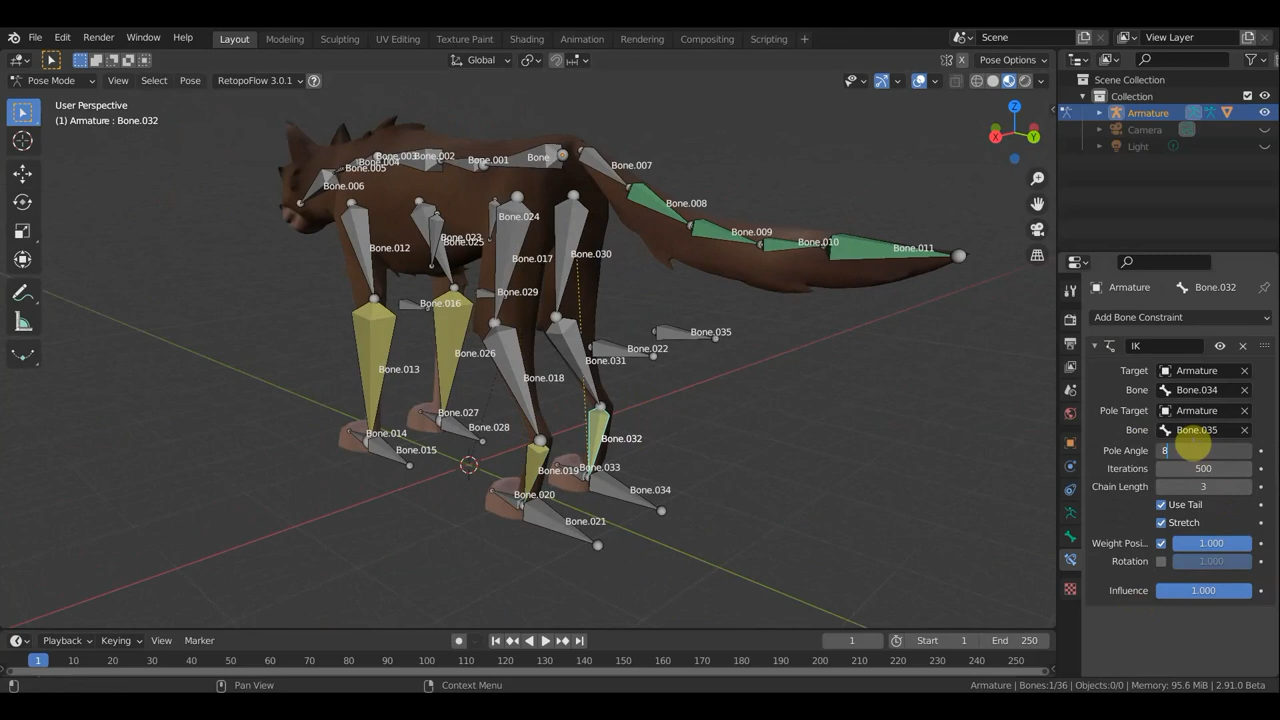 File Edit Render Window Help Layout Modeling Sculpting UV Editing Texture Paint Shading Animation Rendering Compositing Scripting + Scene View Layer
Global X Pose Options
Pose Mode View Select Pose RetopoFlow 3.0.1 ?
User Perspective
(1) Armature : Bone.032
Z
X Y
Scene Collection
Collection
Armature
Camera
Light
Bone.004
Bone.003
Bone.002
Bone.001
Bone
Bone.007
Bone.005
Bone.006
Bone.008
Bone.024
Bone.009
Bone.010
Bone.011
Bone.012
Bone.023
Bone.025
Bone.017
Bone.030
Bone.029
Bone.016
Bone.035
Bone.022
Bone.026
Bone.031
Bone.013
Bone.018
Bone.027
Bone.028
Bone.014
Bone.015
Bone.032
Bone.019
Bone.033
Bone.020
Bone.034
Bone.021
Armature Bone.032
Add Bone Constraint
IK
Target Armature
Bone Bone.034
Pole Target Armature
Bone Bone.035
Pole Angle 8
Iterations 500
Chain Length 3
Use Tail
Stretch
Weight Posi... 1.000
Rotation 1.000
Influence 1.000
Playback Keying View Marker 1 Start 1 End 250
1 10 20 30 40 50 60 70 80 90 100 110 120 130 140 150 160 170 180 190 200 210 220 230 240 250
Pan View Context Menu Armature | Bones:1/36 | Objects:0/0 | Memory: 95.6 MiB | 2.91.0 Beta